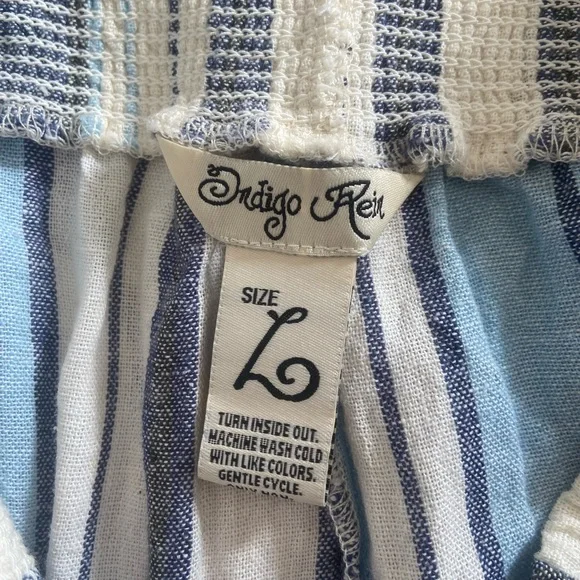 Indigo Rein
SIZE
L
TURN INSIDE OUT.
MACHINE WASH COLD
WITH LIKE COLORS.
GENTLE CYCLE.